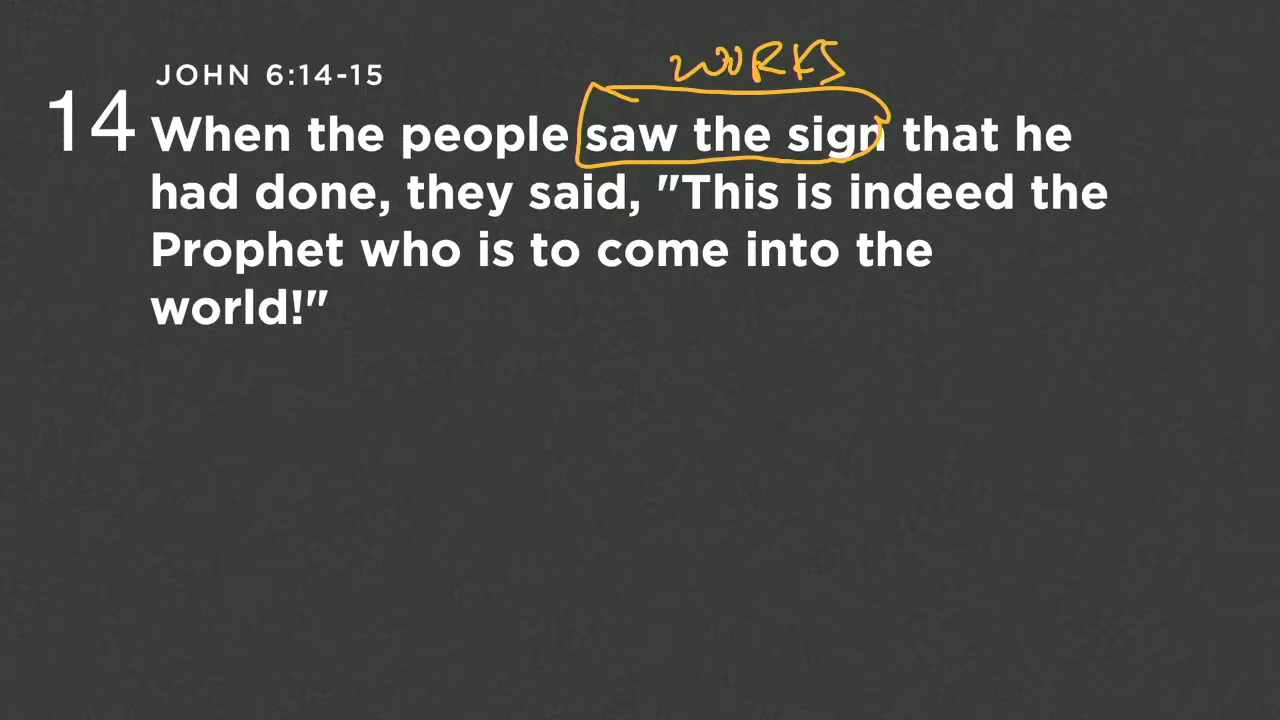 WORKS
JOHN 6:14-15
14 When the people saw the sign that he
had done, they said, "This is indeed the
Prophet who is to come into the
world!"